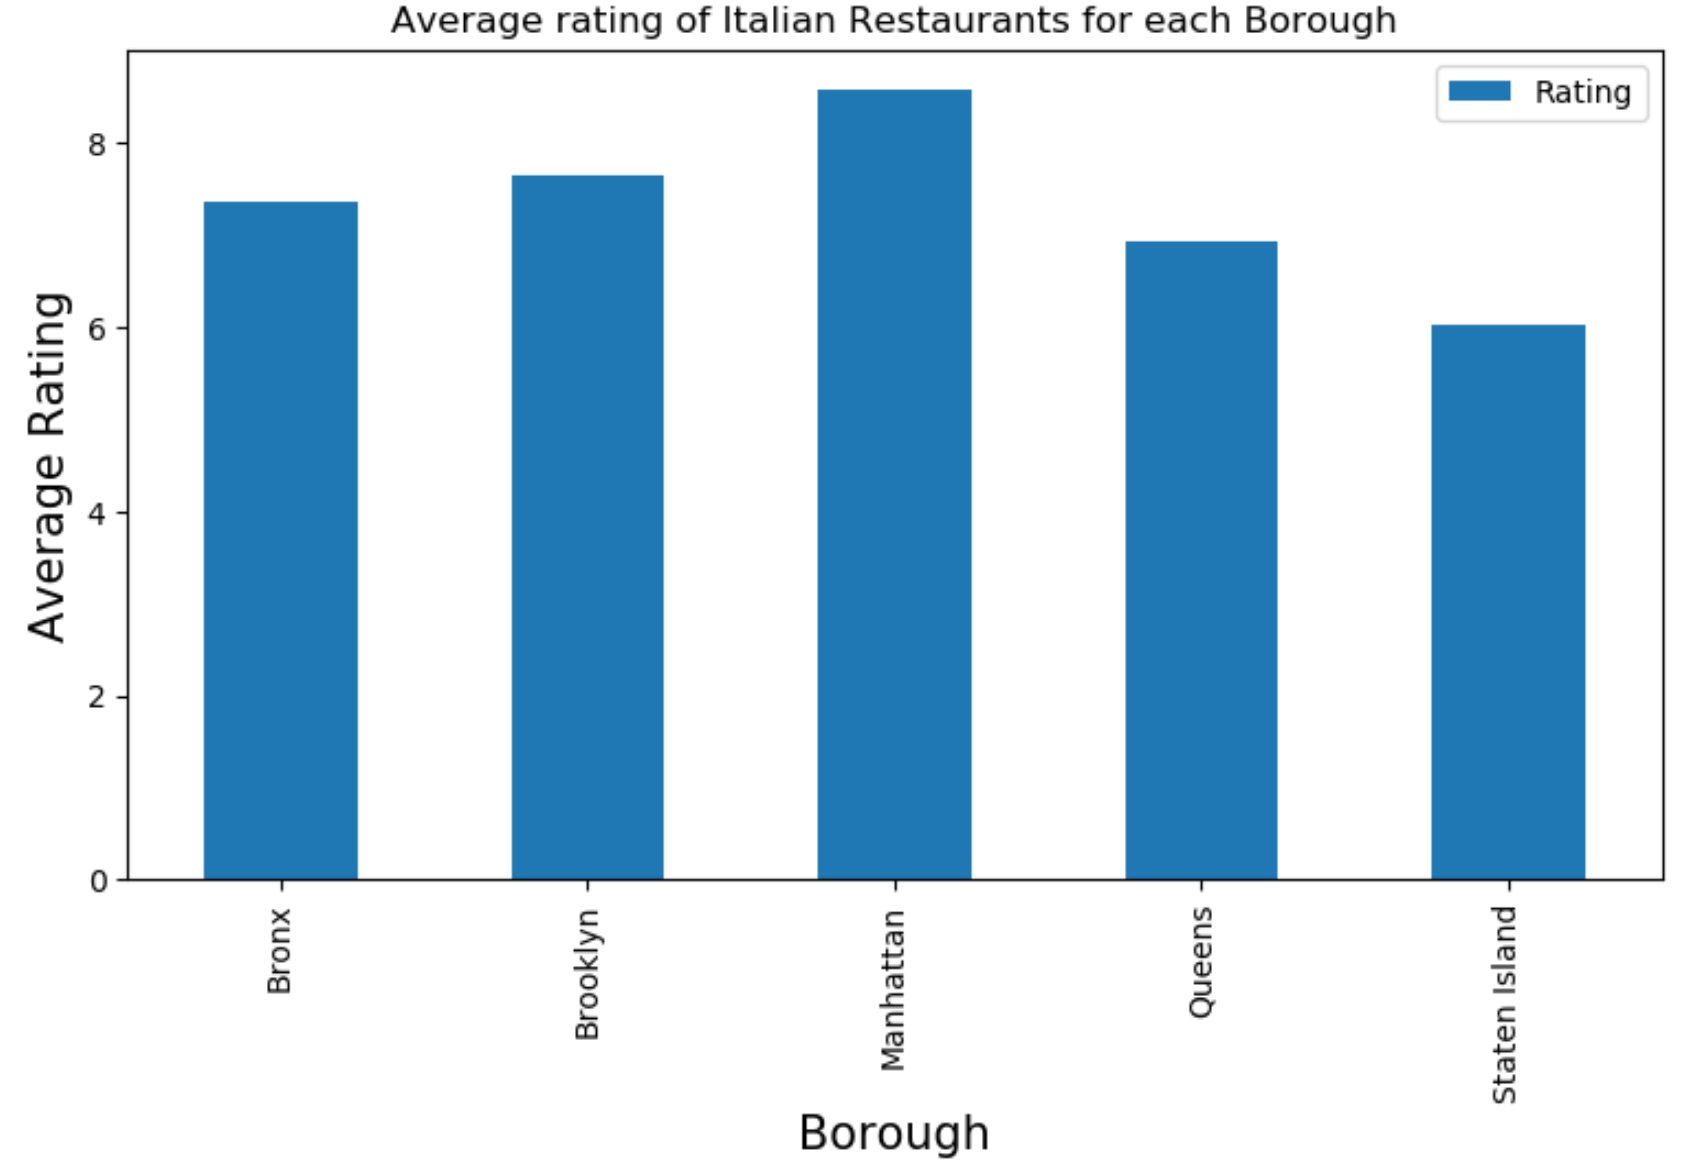 Average rating of Italian Restaurants for each Borough
Rating
Average Rating
8
6
4
2
0
Bronx
Brooklyn
Manhattan
Queens
Staten Island
Borough